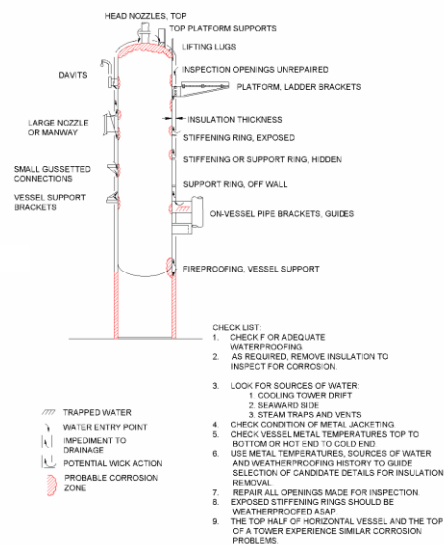 HEAD NOZZLES, TOP
TOP PLATFORM SUPPORTS
LIFTING LUGS
INSPECTION OPENINGS UNREPAIRED
DAVITS
PLATFORM, LADDER BRACKETS
INSULATION THICKNESS
LARGE NOZZLE
OR MANWAY
STIFFENING RING, EXPOSED
STIFFENING OR SUPPORT RING, HIDDEN
SMALL GUSSETTED
CONNECTIONS
SUPPORT RING, OFF WALL
VESSEL SUPPORT
BRACKETS
ON-VESSEL PIPE BRACKETS, GUIDES
FIREPROOFING, VESSEL SUPPORT
CHECK LIST:
1. CHECK F OR ADEQUATE
WATERPROOFING.
2. AS REQUIRED, REMOVE INSULATION TO
INSPECT FOR CORROSION.
3. LOOK FOR SOURCES OF WATER:
1. COOLING TOWER DRIFT
2. SEAWARD SIDE
3. STEAM TRAPS AND VENTS
4. CHECK CONDITION OF METAL JACKETING.
5. CHECK VESSEL METAL TEMPERATURES TOP TO
BOTTOM OR HOT END TO COLD END
6. USE METAL TEMPERATURES, SOURCES OF WATER
AND WEATHERPROOFING HISTORY TO GUIDE
SELECTION OF CANDIDATE DETAILS FOR INSULATION
REMOVAL.
7. REPAIR ALL OPENINGS MADE FOR INSPECTION.
8. EXPOSED STIFFENING RINGS SHOULD BE
WEATHERPROOFED ASAP
9. THE TOP HALF OF HORIZONTAL VESSEL AND THE TOP
OF A TOWER EXPERIENCE SIMILAR CORROSION
PROBLEMS.
TRAPPED WATER
WATER ENTRY POINT
IMPEDIMENT TO
DRAINAGE
POTENTIAL WICK ACTION
PROBABLE CORROSION
ZONE